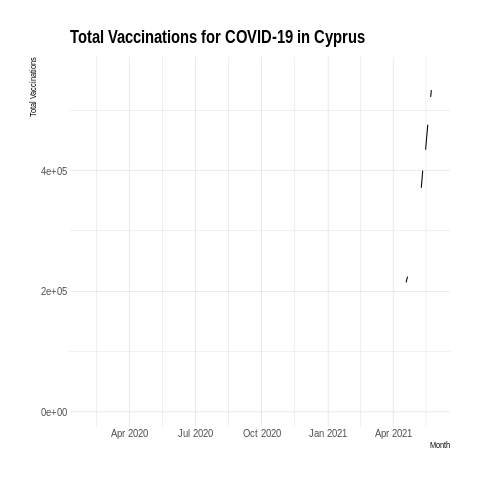 Total Vaccinations for COVID-19 in Cyprus
Total Vaccinations
4e+05
2e+05
0e+00
Apr 2020 Jul 2020 Oct 2020 Jan 2021 Apr 2021
Month